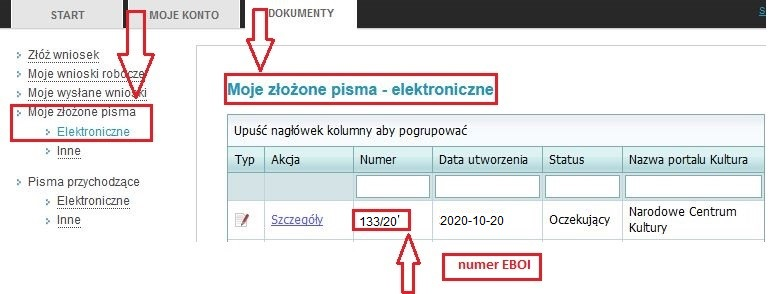 START MOJE KONTO DOKUMENTY
Złóż wniosek
Moje wnioski robocze
Moje wysłane wnioski
Moje złożone pisma
Elektroniczne
Inne
Pisma przychodzące
Elektroniczne
Inne
Moje złożone pisma - elektroniczne
Upuść nagłówek kolumny aby pogrupować
Typ Akcja Numer Data utworzenia Status Nazwa portalu Kultura
Szczegóły 133/20 2020-10-20 Oczekujący Narodowe Centrum
Kultury
numer EBOI